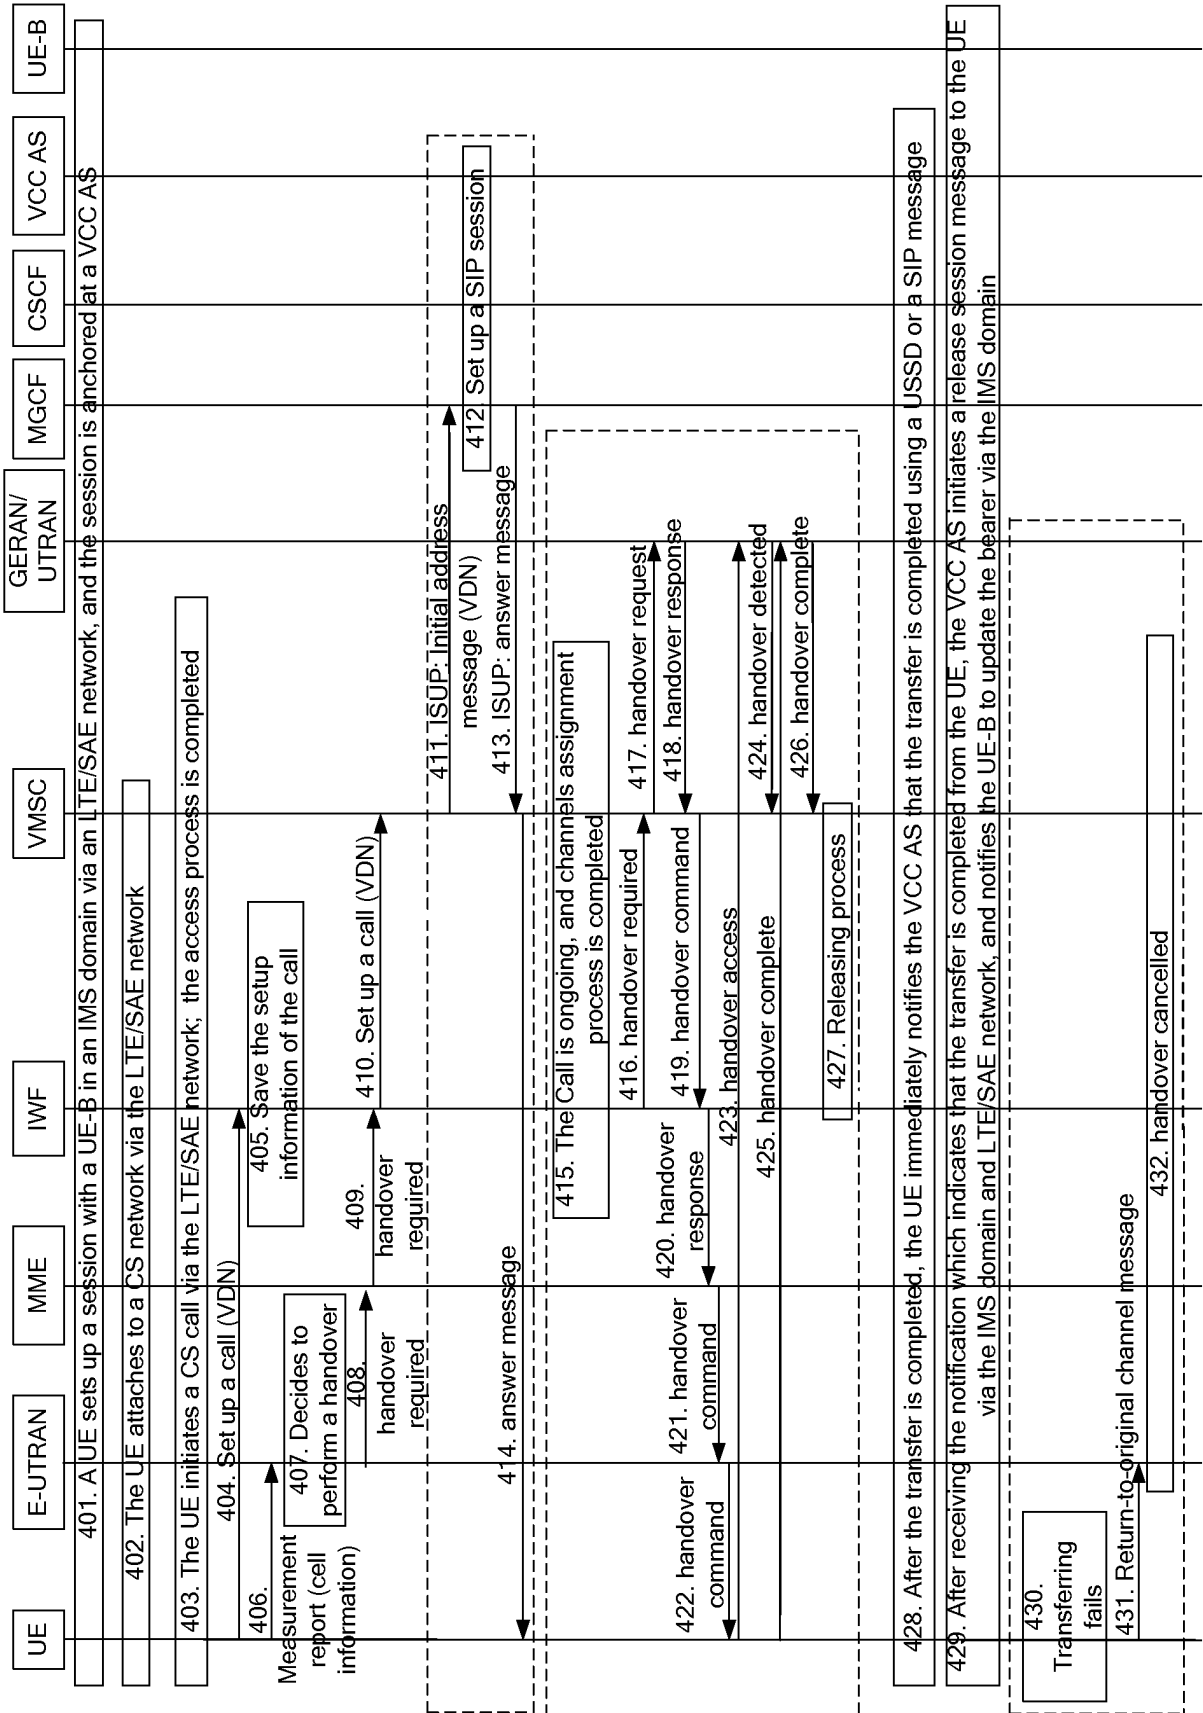 UE
E-UTRAN
MME
IWF
VMSC
GERAN/
UTRAN
MGCF
CSCF
VCC AS
UE-B
401. A UE sets up a session with a UE-B in an IMS domain via an LTE/SAE network, and the session is anchored at a VCC AS
402. The UE attaches to a CS network via the LTE/SAE network
403. The UE initiates a CS call via the LTE/SAE network; the access process is completed
404. Set up a call (VDN)
405. Save the setup
information of the call
406.
Measurement
report (cell
information)
407. Decides to
perform a handover
408.
handover
required
409.
handover
required
410. Set up a call (VDN)
411. ISUP: Initial address
message (VDN)
412. Set up a SIP session
413. ISUP: answer message
414. answer message
415. The Call is ongoing, and channels assignment
process is completed
416. handover required
417. handover request
418. handover response
419. handover command
420. handover
response
421. handover
command
422. handover
command
423. handover access
424. handover detected
425. handover complete
426. handover complete
427. Releasing process
428. After the transfer is completed, the UE immediately notifies the VCC AS that the transfer is completed using a USSD or a SIP message
429. After receiving the notification which indicates that the transfer is completed from the UE, the VCC AS initiates a release session message to the UE
via the IMS domain and LTE/SAE network, and notifies the UE-B to update the bearer via the IMS domain
430.
Transferring
fails
431. Return-to-original channel message
432. handover cancelled